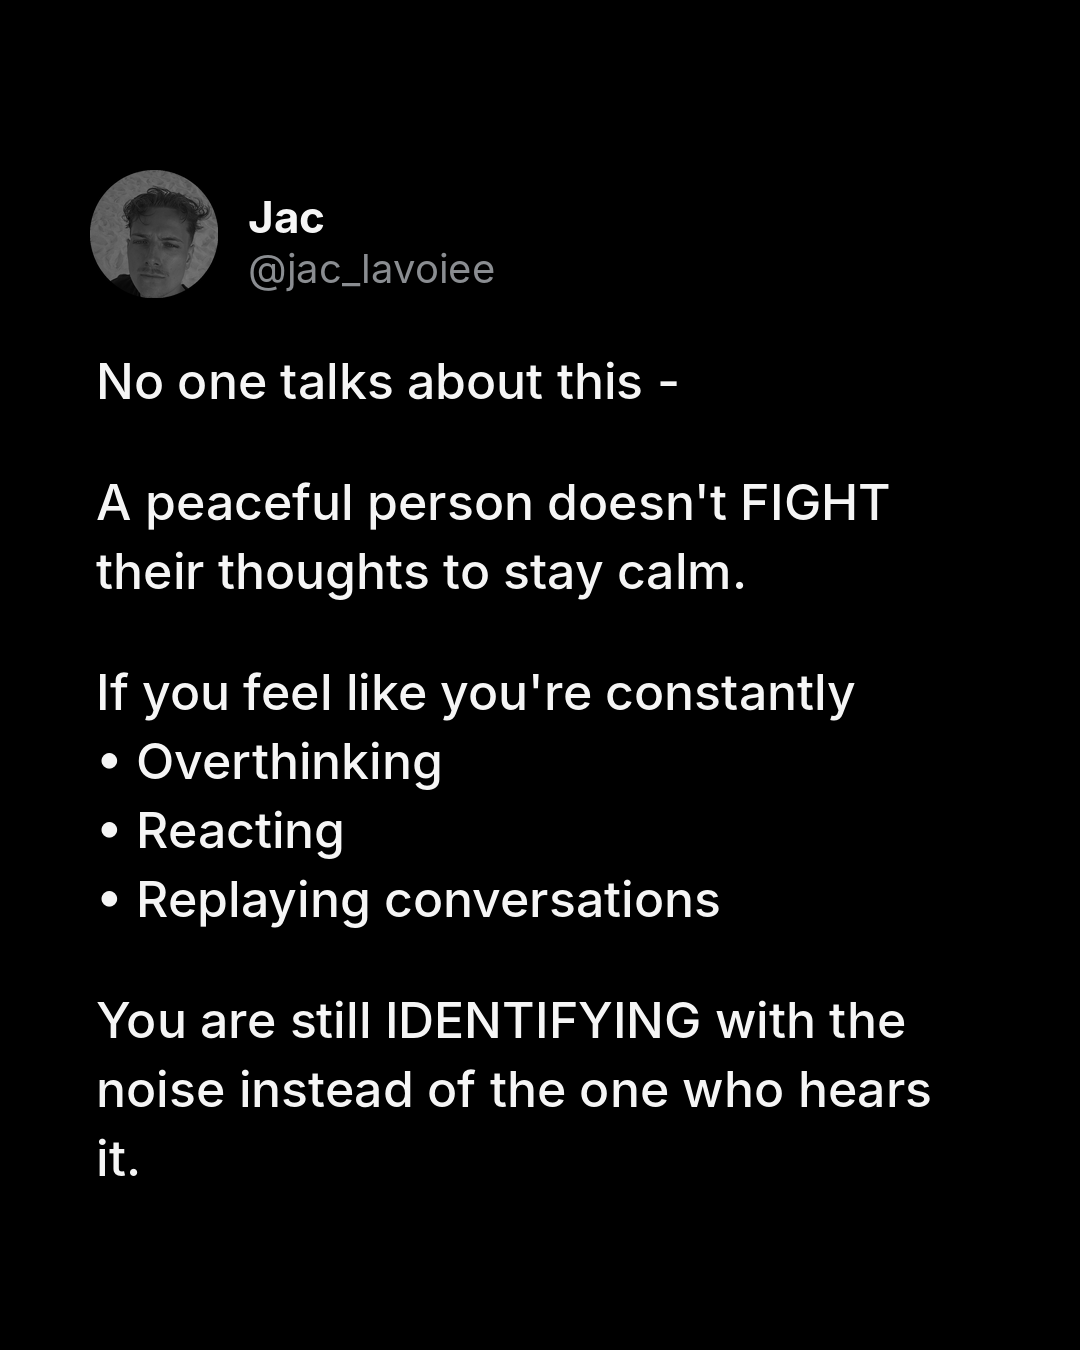 Jac
@jac_lavoiee
No one talks about this -
A peaceful person doesn't FIGHT
their thoughts to stay calm.
If you feel like you're constantly
• Overthinking
• Reacting
• Replaying conversations
You are still IDENTIFYING with the
noise instead of the one who hears
it.